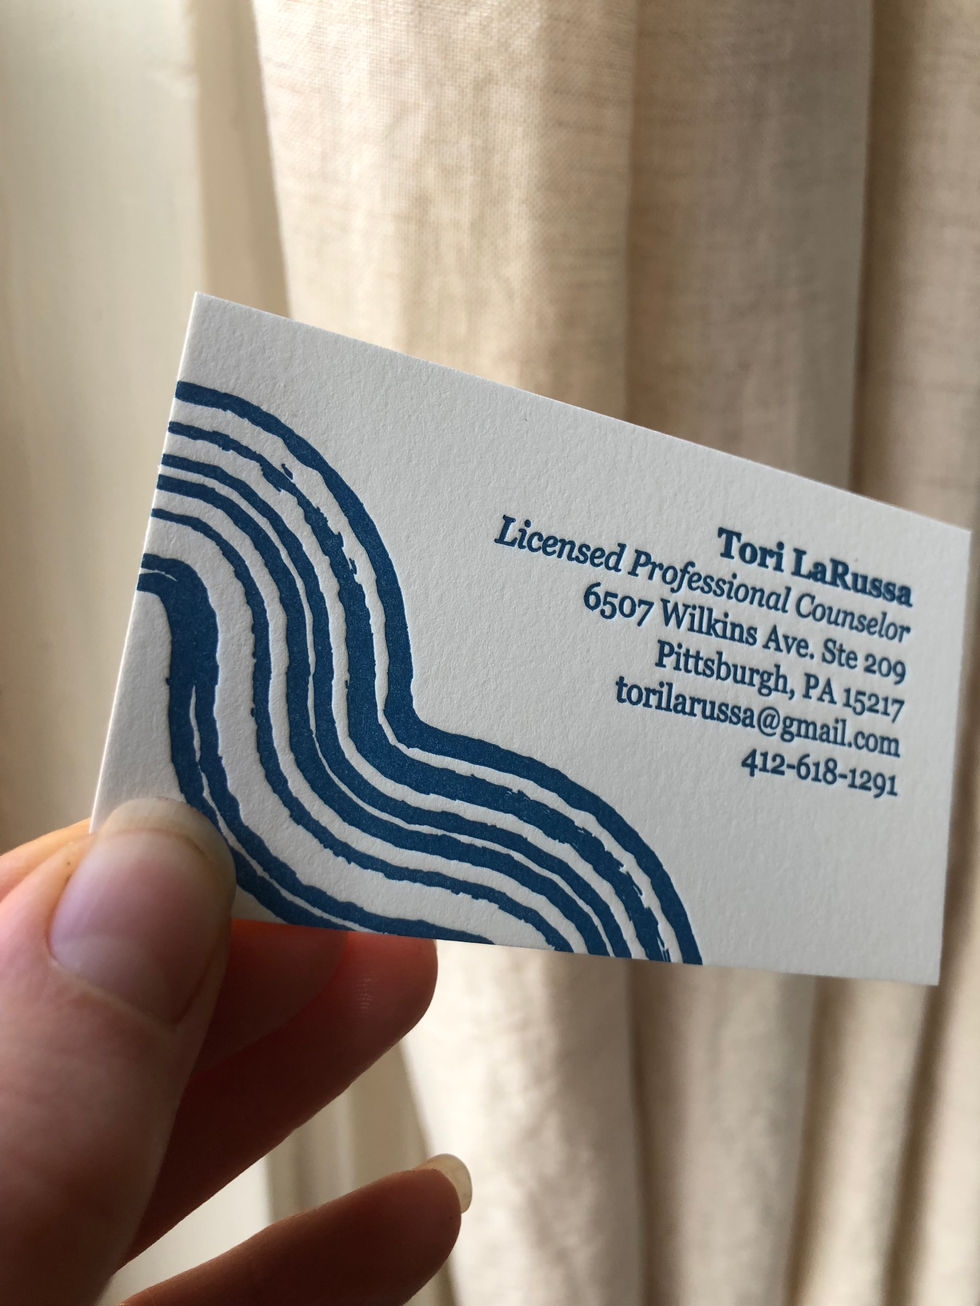 Tori LaRussa
Licensed Professional Counselor
6507 Wilkins Ave. Ste 209
Pittsburgh, PA 15217
torilarussa@gmail.com
412-618-1291